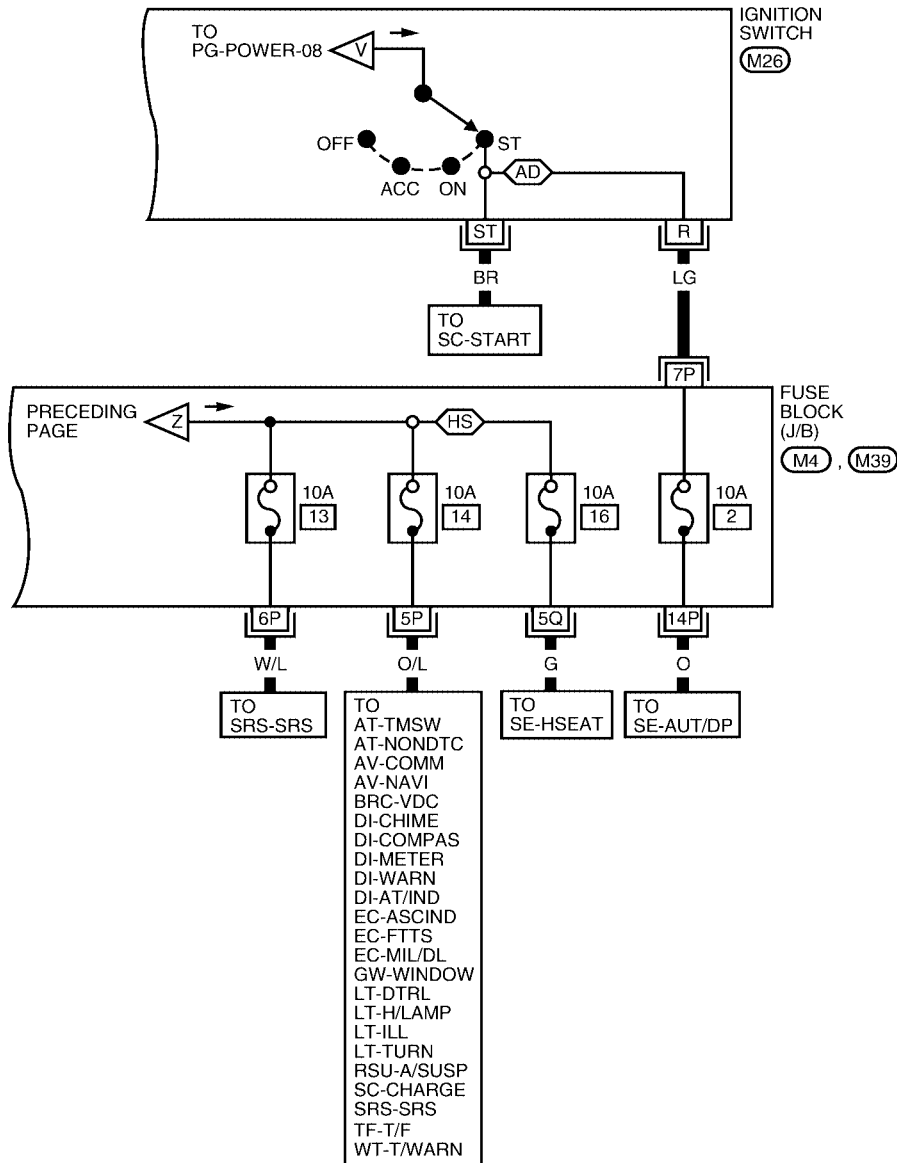 IGNITION
SWITCH
M26
TO
PG-POWER-08
V
OFF
ACC
ON
ST
AD
ST
R
BR
LG
TO
SC-START
7P
FUSE
BLOCK
(J/B)
M4 , M39
PRECEDING
PAGE
Z
HS
10A
13
10A
14
10A
16
10A
2
6P
5P
5Q
14P
W/L
O/L
G
O
TO
SRS-SRS
TO
AT-TMSW
AT-NONDTC
AV-COMM
AV-NAVI
BRC-VDC
DI-CHIME
DI-COMPAS
DI-METER
DI-WARN
DI-AT/IND
EC-ASCIND
EC-FTTS
EC-MIL/DL
GW-WINDOW
LT-DTRL
LT-H/LAMP
LT-ILL
LT-TURN
RSU-A/SUSP
SC-CHARGE
SRS-SRS
TF-T/F
WT-T/WARN
TO
SE-HSEAT
TO
SE-AUT/DP